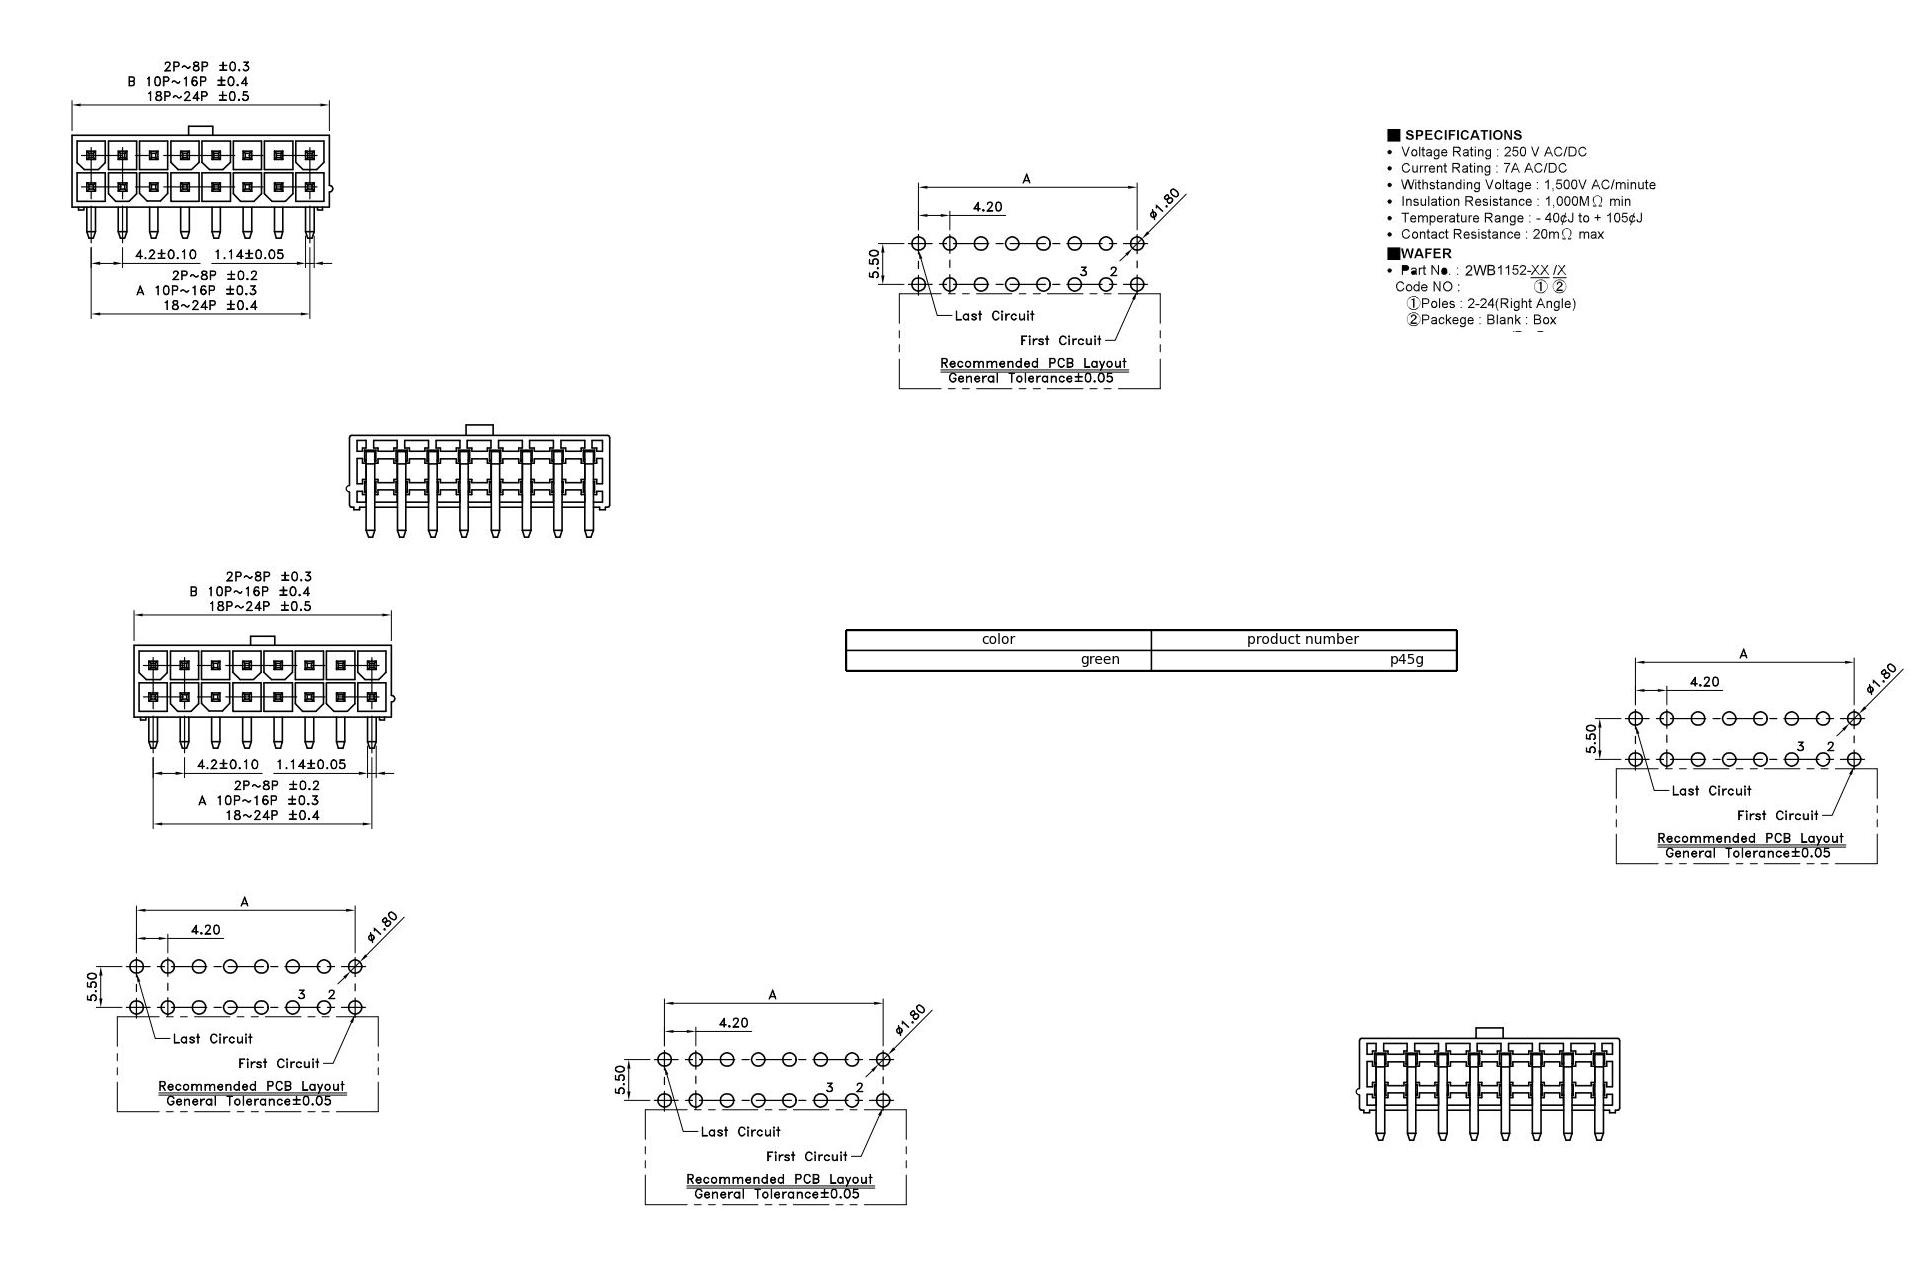 2P~8P ±0.3
B 10P~16P ±0.4
18P~24P ±0.5
4.2±0.10 1.14±0.05
2P~8P ±0.2
A 10P~16P ±0.3
18~24P ±0.4
A
4.20
ø1.80
5.50
3 2
Last Circuit
First Circuit
Recommended PCB Layout
General Tolerance±0.05
■ SPECIFICATIONS
• Voltage Rating : 250 V AC/DC
• Current Rating : 7A AC/DC
• Withstanding Voltage : 1,500V AC/minute
• Insulation Resistance : 1,000MΩ min
• Temperature Range : - 40¢J to + 105¢J
• Contact Resistance : 20mΩ max
■WAFER
• Part No. : 2WB1152-XX /X
Code NO : ① ②
①Poles : 2-24(Right Angle)
②Packege : Blank : Box
2P~8P ±0.3
B 10P~16P ±0.4
18P~24P ±0.5
4.2±0.10 1.14±0.05
2P~8P ±0.2
A 10P~16P ±0.3
18~24P ±0.4
color product number
green p45g
A
4.20
ø1.80
5.50
3 2
Last Circuit
First Circuit
Recommended PCB Layout
General Tolerance±0.05
A
4.20
ø1.80
5.50
3 2
Last Circuit
First Circuit
Recommended PCB Layout
General Tolerance±0.05
A
4.20
ø1.80
5.50
3 2
Last Circuit
First Circuit
Recommended PCB Layout
General Tolerance±0.05